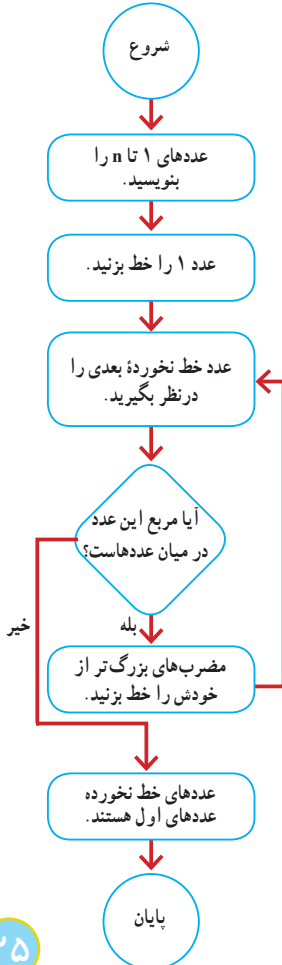 شروع
عددهای ۱ تا n را
بنویسید.
عدد ۱ را خط بزنید.
عدد خط نخوردهٔ بعدی را
درنظر بگیرید.
آیا مربع این عدد
در میان عددهاست؟
بله
خیر
مضرب‌های بزرگ‌تر از
خودش را خط بزنید.
عددهای خط نخورده
عددهای اول هستند.
پایان
۲۵